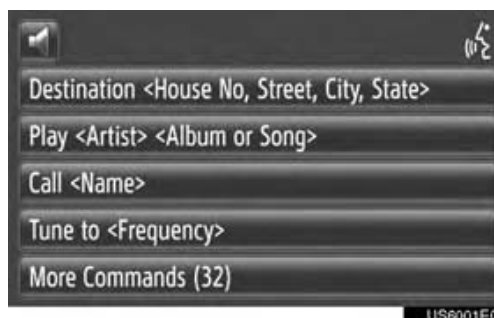 Destination <House No, Street, City, State>
Play <Artist> <Album or Song>
Call <Name>
Tune to <Frequency>
More Commands (32)